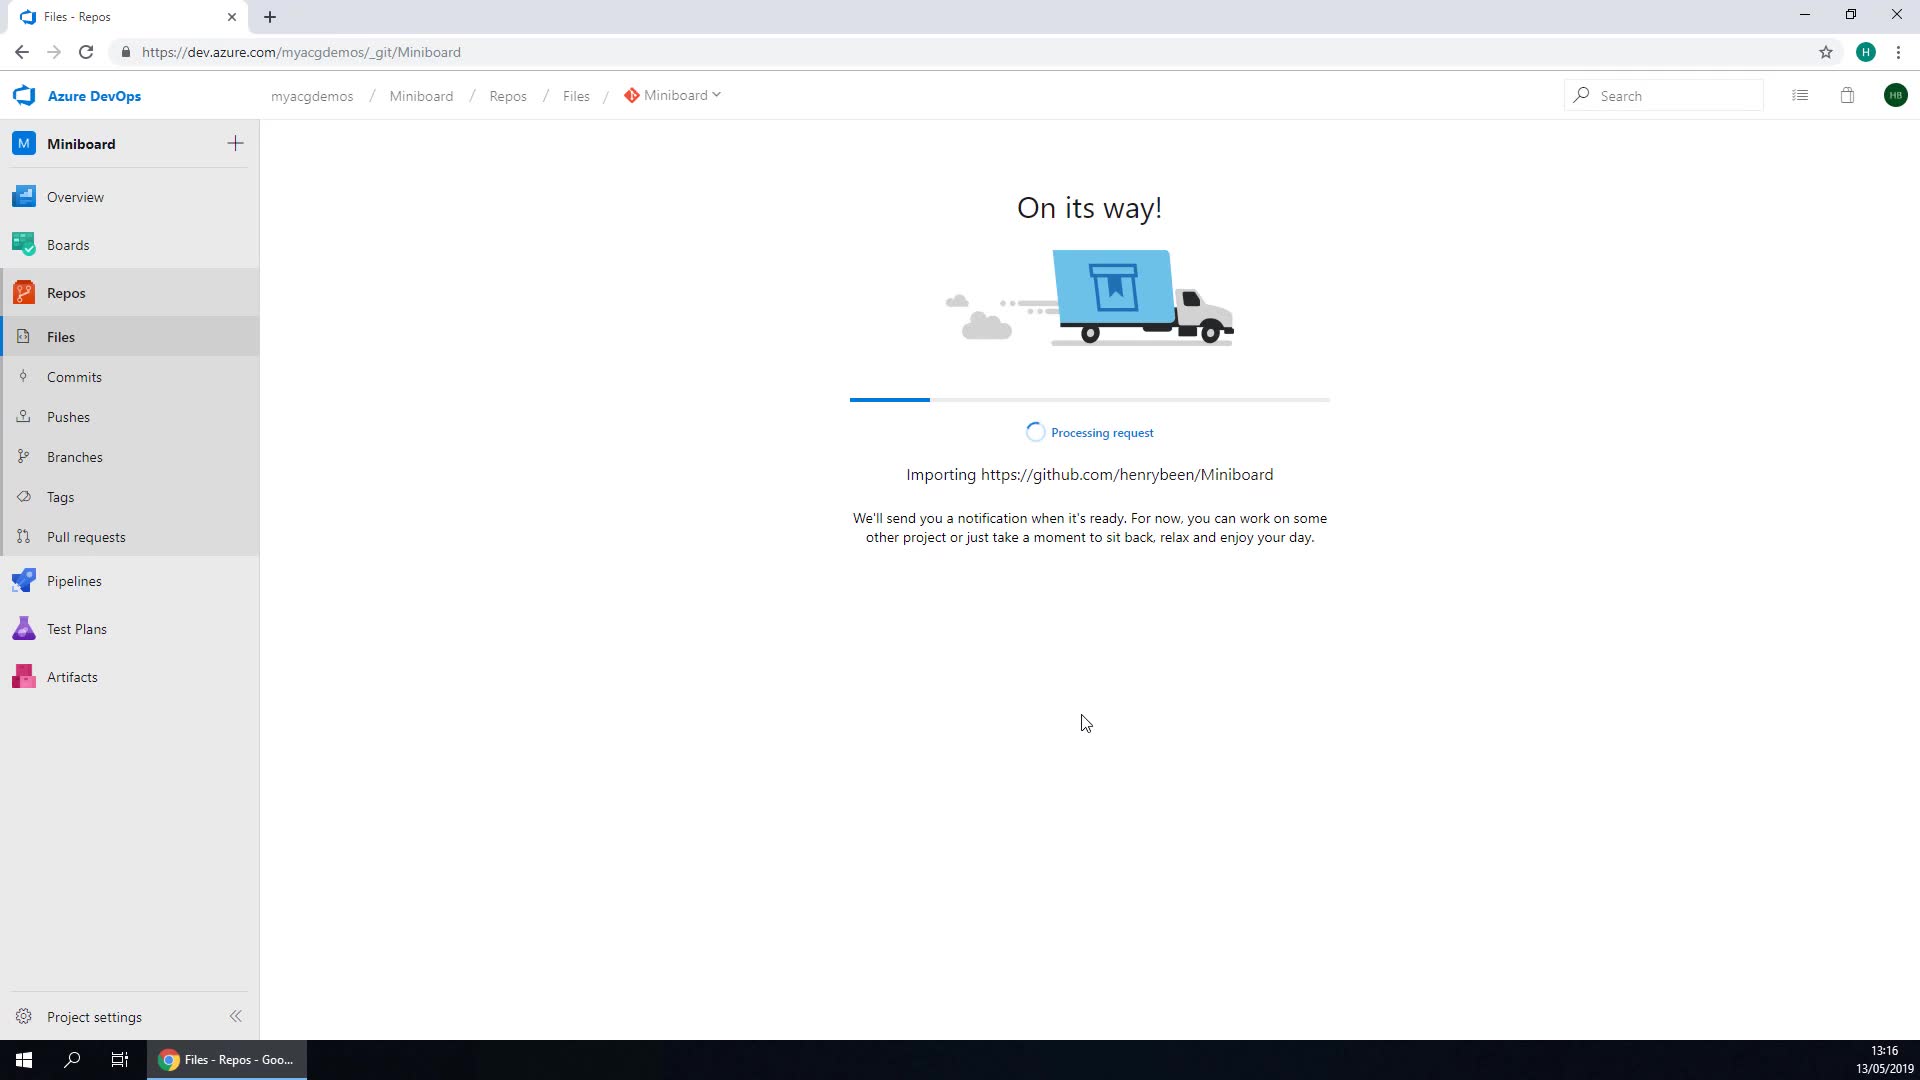 Files - Repos
https://dev.azure.com/myacgdemos/_git/Miniboard
H
Azure DevOps
myacgdemos / Miniboard / Repos / Files / Miniboard
Search
HB
M Miniboard
Overview
Boards
Repos
Files
Commits
Pushes
Branches
Tags
Pull requests
Pipelines
Test Plans
Artifacts
Project settings
On its way!
Processing request
Importing https://github.com/henrybeen/Miniboard
We'll send you a notification when it's ready. For now, you can work on some
other project or just take a moment to sit back, relax and enjoy your day.
Files - Repos - Goo...
13:16
13/05/2019